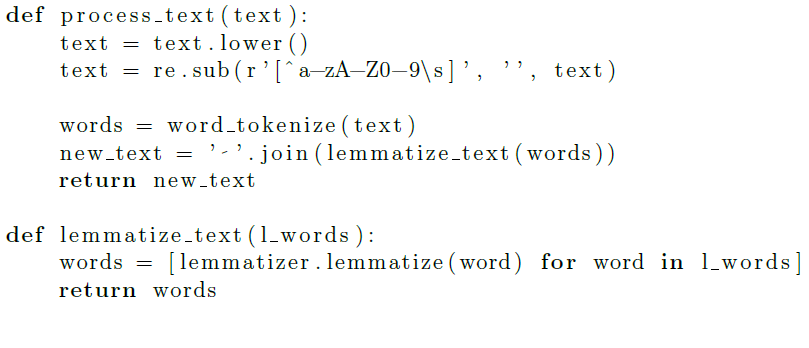 def process_text(text):
    text = text.lower()
    text = re.sub(r'[^a-zA-Z0-9\s]', '', text)

    words = word_tokenize(text)
    new_text = '␣'.join(lemmatize_text(words))
    return new_text

def lemmatize_text(l_words):
    words = [lemmatizer.lemmatize(word) for word in l_words]
    return words